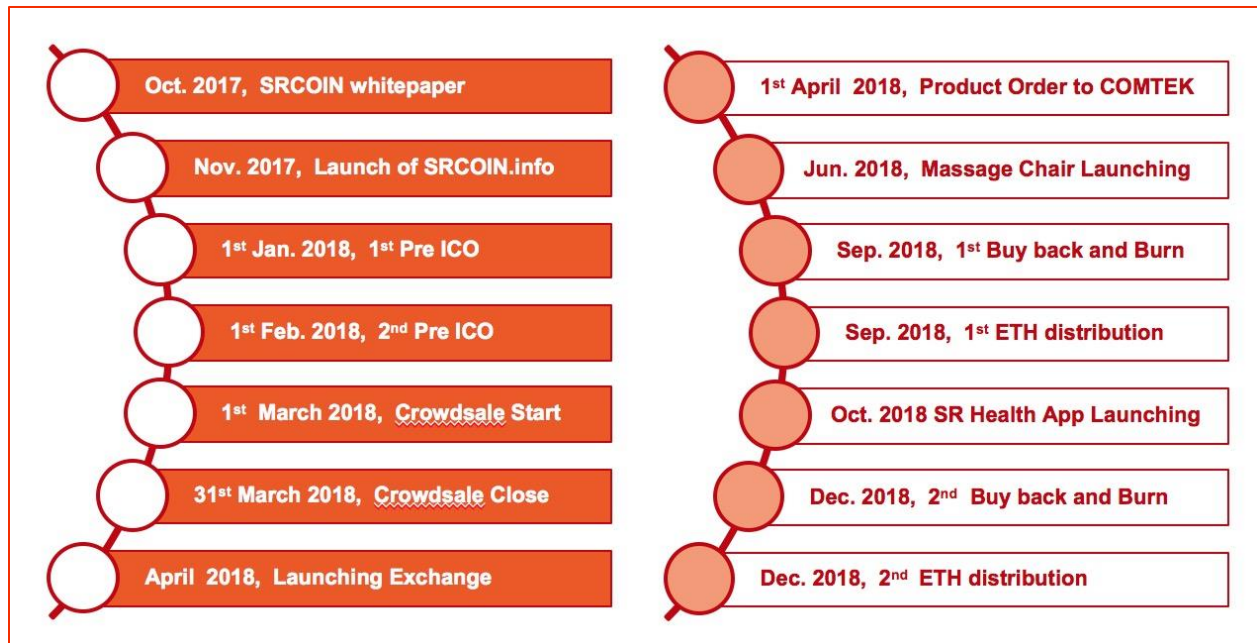 Oct. 2017, SRCOIN whitepaper
Nov. 2017, Launch of SRCOIN.info
1st Jan. 2018, 1st Pre ICO
1st Feb. 2018, 2nd Pre ICO
1st March 2018, Crowdsale Start
31st March 2018, Crowdsale Close
April 2018, Launching Exchange
1st April 2018, Product Order to COMTEK
Jun. 2018, Massage Chair Launching
Sep. 2018, 1st Buy back and Burn
Sep. 2018, 1st ETH distribution
Oct. 2018 SR Health App Launching
Dec. 2018, 2nd Buy back and Burn
Dec. 2018, 2nd ETH distribution